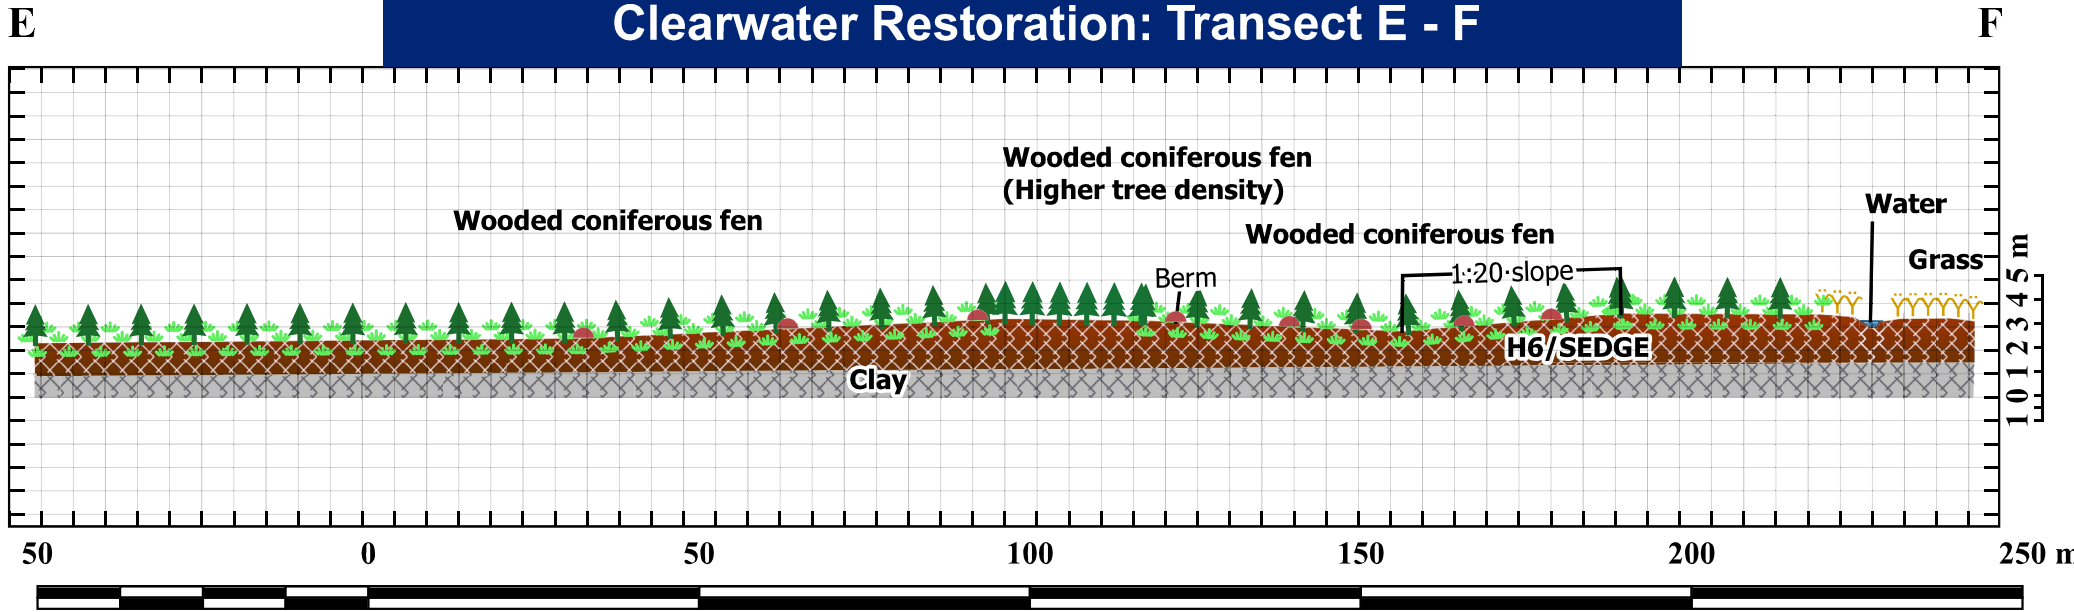 E
Clearwater Restoration: Transect E - F
F
Wooded coniferous fen
(Higher tree density)
Wooded coniferous fen
Water
Wooded coniferous fen
Grass
Berm
1:20 slope
5 m
4
3
2
1
0
1
H6/SEDGE
Clay
50 0 50 100 150 200 250 m